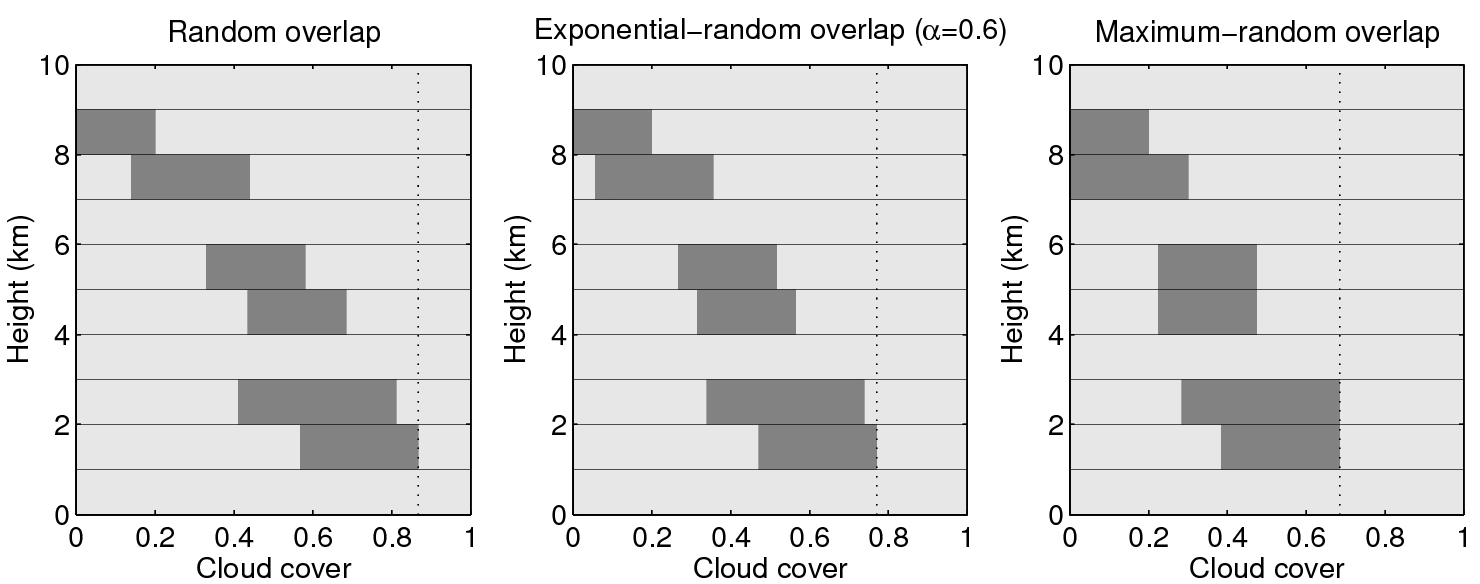 Random overlap
Exponential−random overlap (α=0.6)
Maximum−random overlap
10
8
6
4
2
0
Height (km)
0 0.2 0.4 0.6 0.8 1
Cloud cover
10
8
6
4
2
0
Height (km)
0 0.2 0.4 0.6 0.8 1
Cloud cover
10
8
6
4
2
0
Height (km)
0 0.2 0.4 0.6 0.8 1
Cloud cover